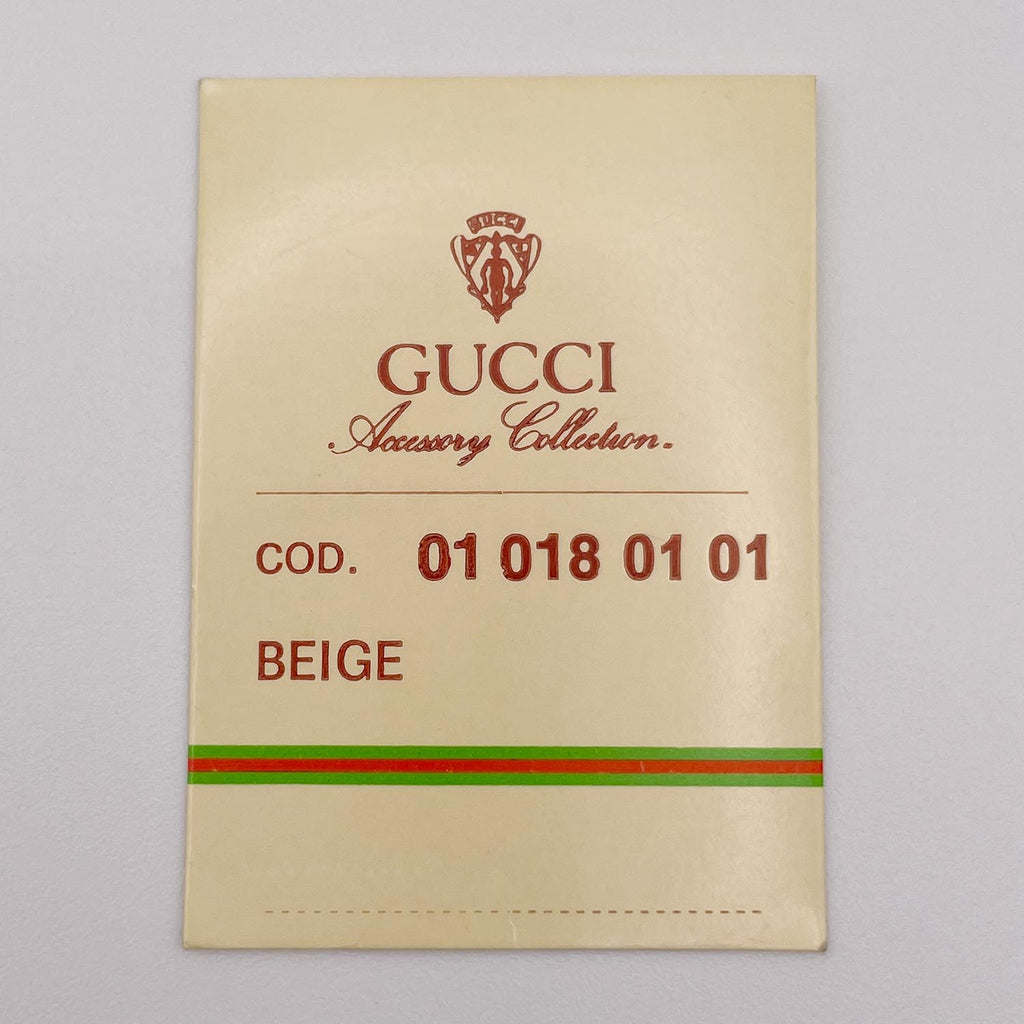 GUCCI
GUCCI
Accessory Collection.
COD. 01 018 01 01
BEIGE